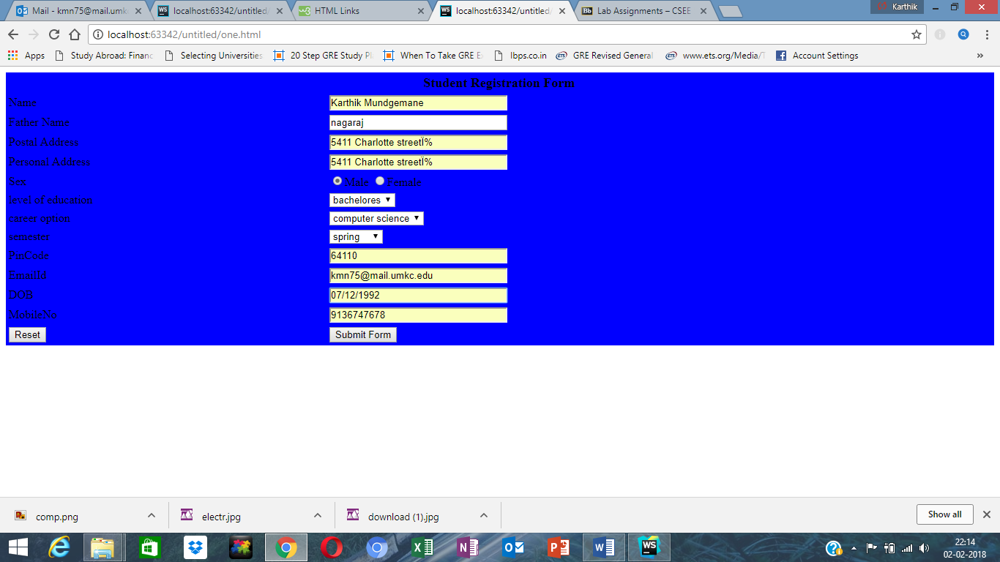 Mail - kmn75@mail.umk
localhost:63342/untitled/
HTML Links
localhost:63342/untitled/
Lab Assignments – CSEE
Karthik
localhost:63342/untitled/one.html
Apps
Study Abroad: Financ
Selecting Universities
20 Step GRE Study Pl
When To Take GRE E
Ibps.co.in
GRE Revised General
www.ets.org/Media/T
Account Settings
»
Student Registration Form
Name Karthik Mundgemane
Father Name nagaraj
Postal Address 5411 Charlotte streetÏ%
Personal Address 5411 Charlotte streetÏ%
Sex Male Female
level of education bachelores
career option computer science
semester spring
PinCode 64110
EmailId kmn75@mail.umkc.edu
DOB 07/12/1992
MobileNo 9136747678
Reset Submit Form
comp.png
electr.jpg
download (1).jpg
Show all
22:14
02-02-2018